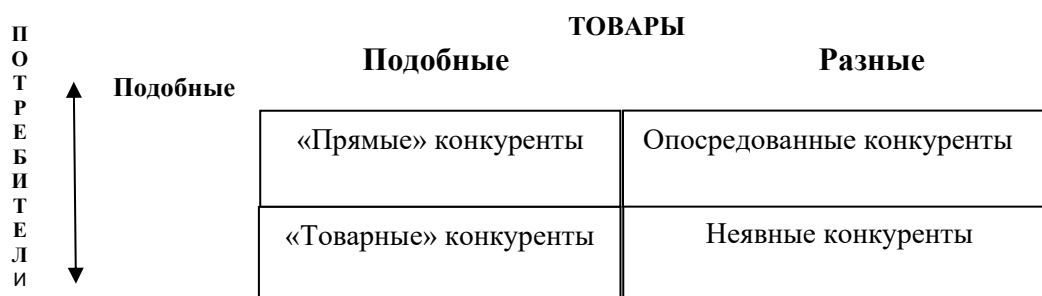 ТОВАРЫ
Подобные Разные
ПОТРЕБИТЕЛИ
Подобные
«Прямые» конкуренты Опосредованные конкуренты
«Товарные» конкуренты Неявные конкуренты